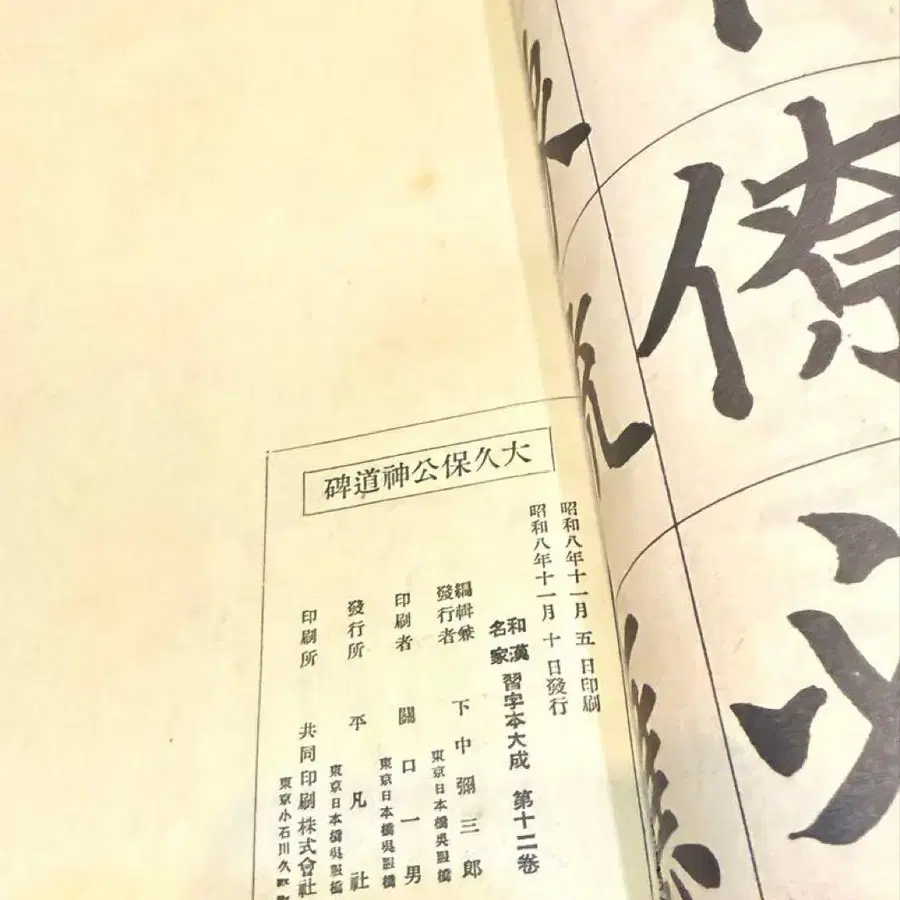 大久保公神道碑
昭和八年十一月五日印刷
昭和八年十一月十日發行
和漢名家習字本大成 第十二卷
編輯兼發行者 下中彌三郎
東京日本橋吳服橋
印刷者 關口一男
東京日本橋吳服橋
發行所 平凡社
東京日本橋吳服橋
印刷所 共同印刷株式會社
東京小石川久堅町
僚